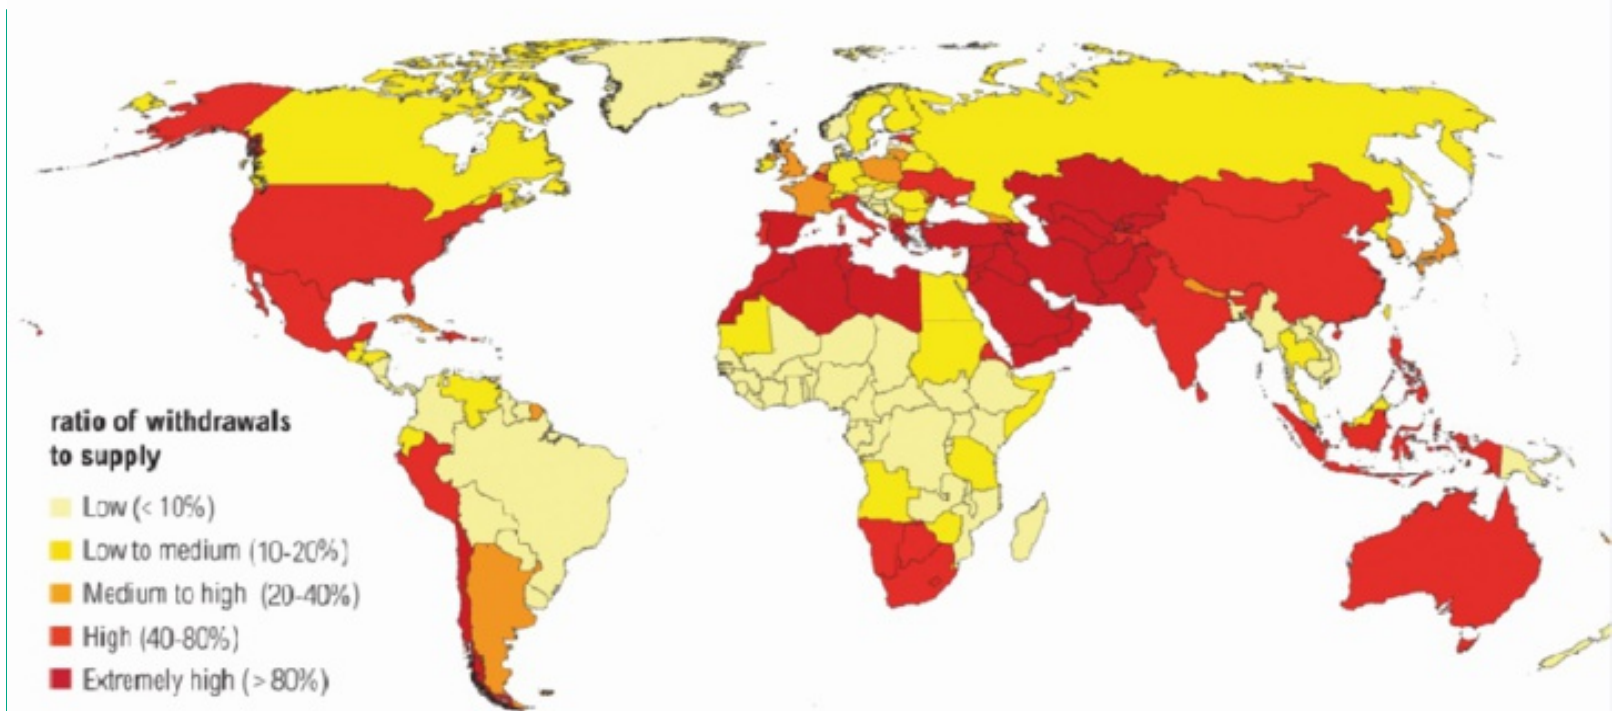 ratio of withdrawals
to supply
Low (< 10%)
Low to medium (10-20%)
Medium to high (20-40%)
High (40-80%)
Extremely high (> 80%)